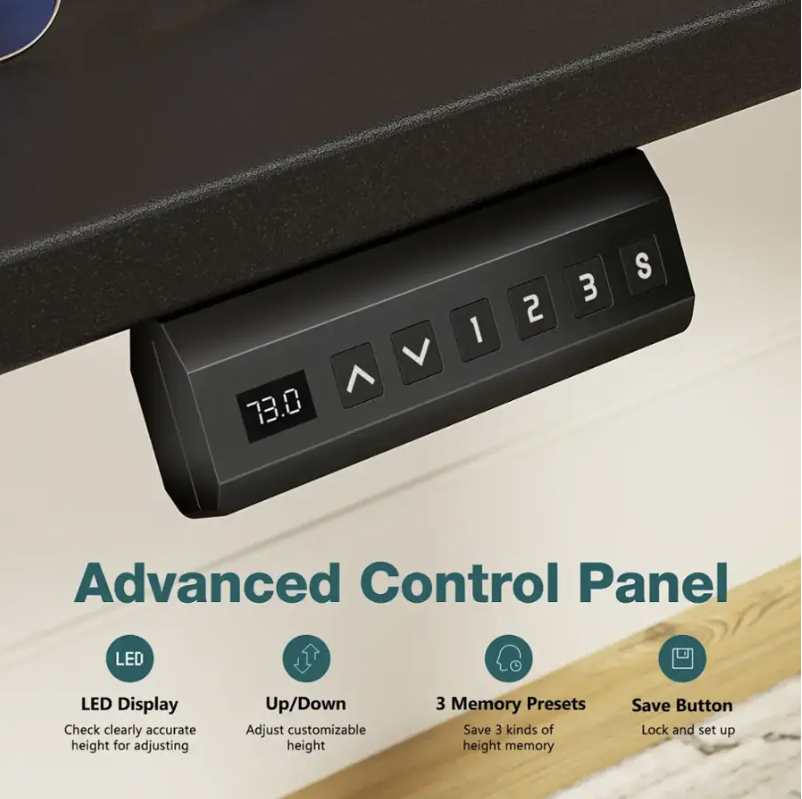 73.0
1 2 3 S
Advanced Control Panel
LED
LED Display
Check clearly accurate
height for adjusting
Up/Down
Adjust customizable
height
3 Memory Presets
Save 3 kinds of
height memory
Save Button
Lock and set up